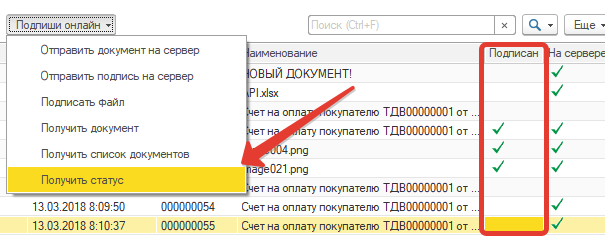 Подпиши онлайн
Поиск (Ctrl+F)
×
Еще
Отправить документ на сервер
Отправить подпись на сервер
Подписать файл
Получить документ
Получить список документов
Получить статус
аименование Подписан На сервере
НОВЫЙ ДОКУМЕНТ!
API.xlsx
Счет на оплату покупателю ТДВ00000001 от ...
Счет на оплату покупателю ТДВ00000001 от ...
004.png
mage021.png
Счет на оплату покупателю ТДВ00000001 от ...
13.03.2018 8:09:50 000000054 Счет на оплату покупателю ТДВ00000001 от ...
13.03.2018 8:10:37 000000055 Счет на оплату покупателю ТДВ00000001 от ...